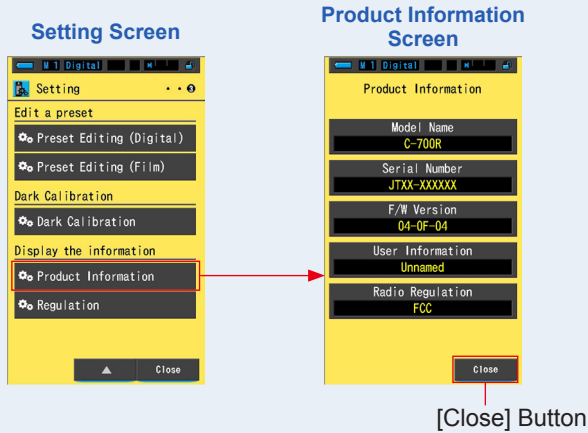 Setting Screen
M 1 Digital
Setting
3
Edit a preset
Preset Editing (Digital)
Preset Editing (Film)
Dark Calibration
Dark Calibration
Display the information
Product Information
Regulation
Close
Product Information
Screen
M 1 Digital
Product Information
Model Name
C-700R
Serial Number
JTXX-XXXXXX
F/W Version
04-0F-04
User Information
Unnamed
Radio Regulation
FCC
Close
[Close] Button